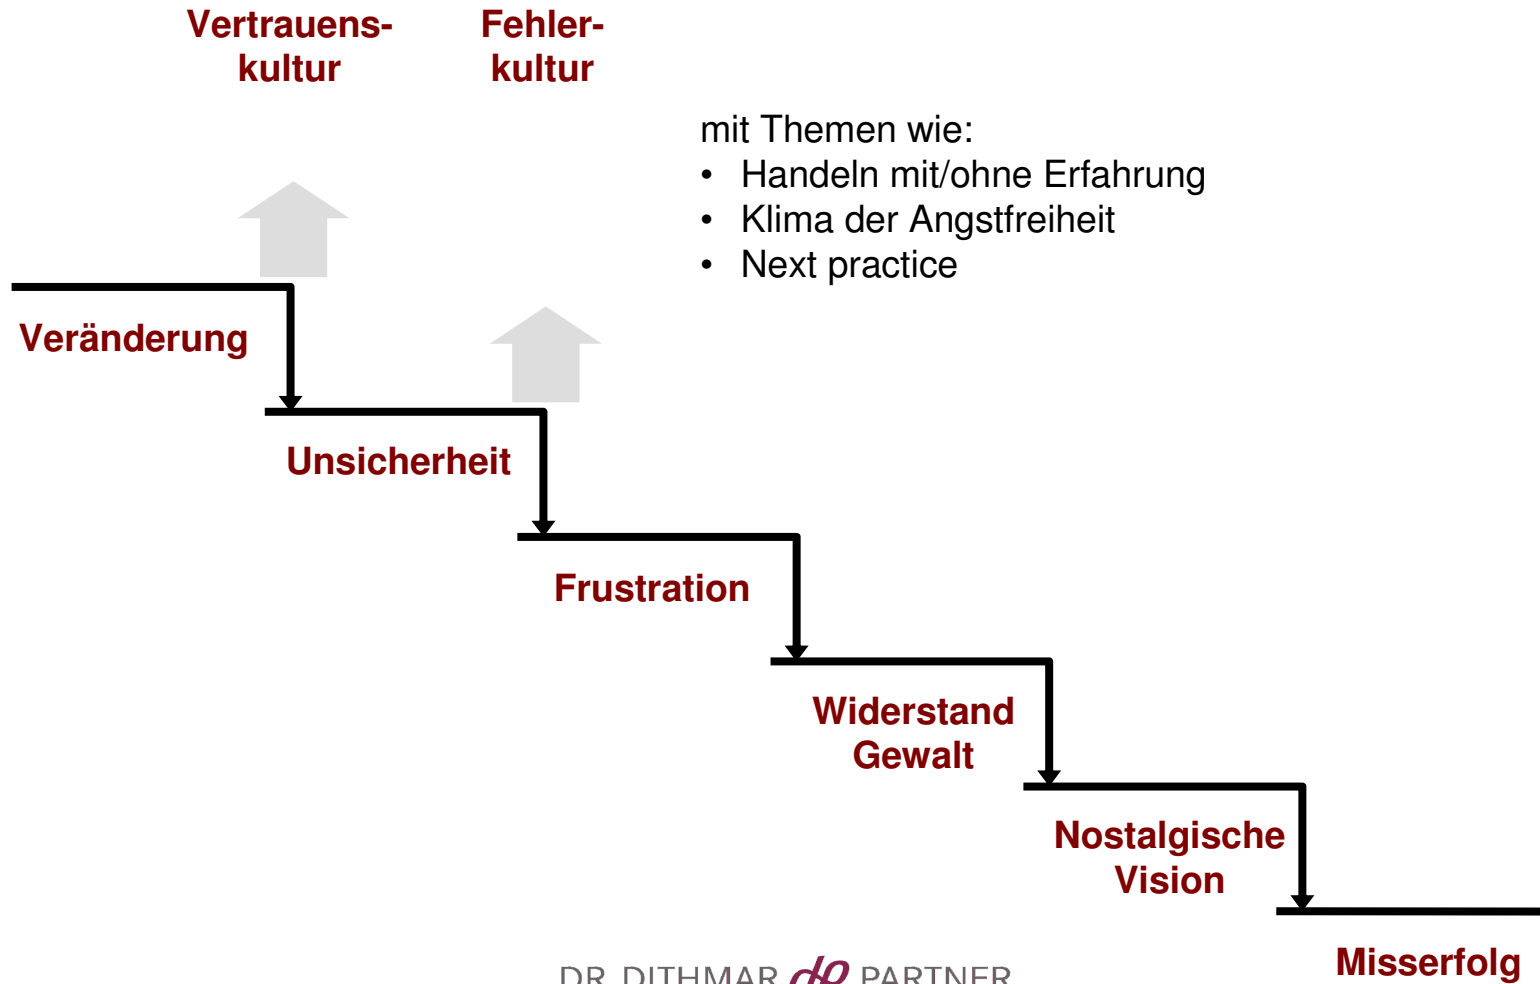 Vertrauens-
kultur
Fehler-
kultur
mit Themen wie:
• Handeln mit/ohne Erfahrung
• Klima der Angstfreiheit
• Next practice
Veränderung
Unsicherheit
Frustration
Widerstand
Gewalt
Nostalgische
Vision
Misserfolg
DR. DITHMAR dp PARTNER